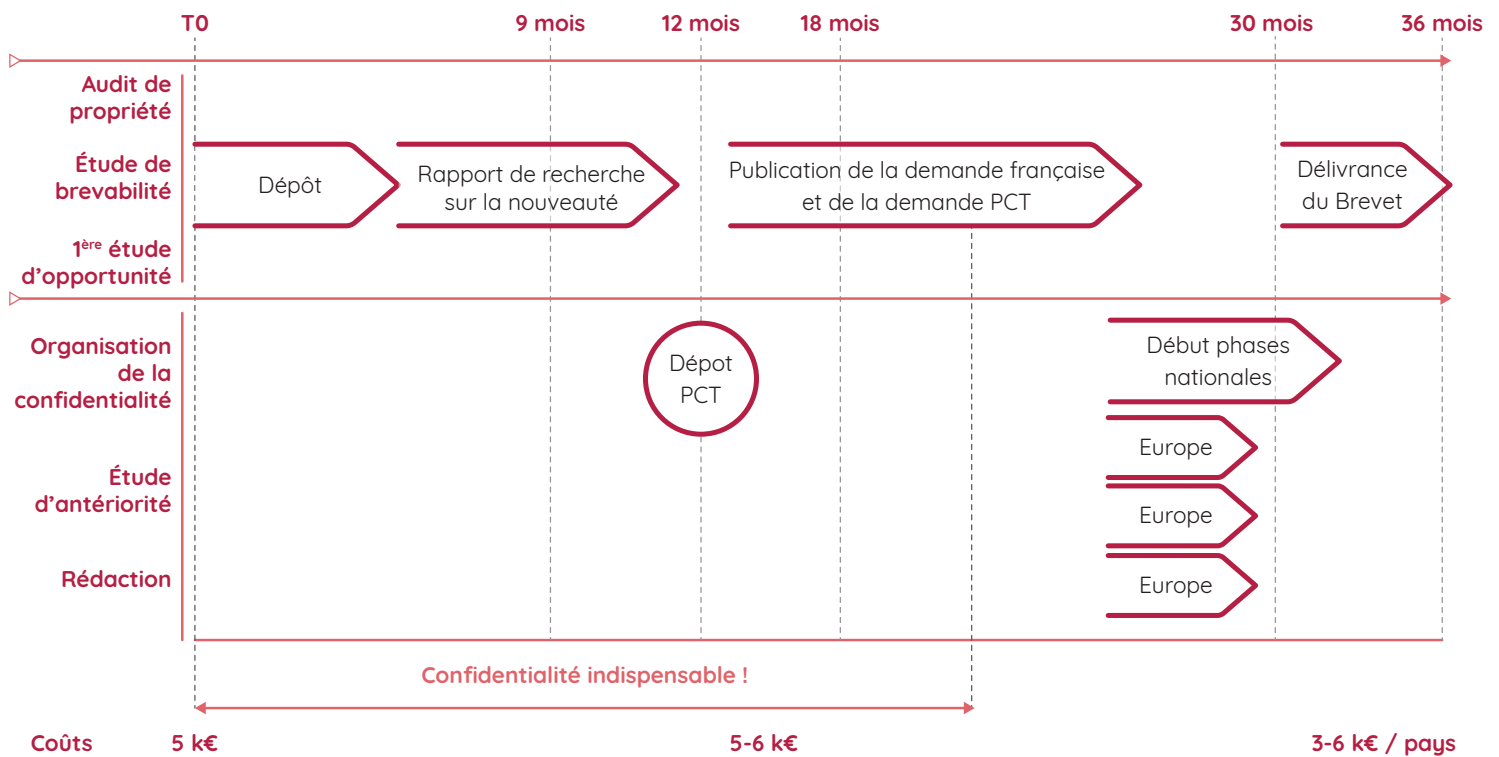 T0
9 mois
12 mois
18 mois
30 mois
36 mois
Audit de
propriété
Étude de
brevabilité
1ère étude
d’opportunité
Dépôt
Rapport de recherche
sur la nouveauté
Publication de la demande française
et de la demande PCT
Délivrance
du Brevet
Organisation
de la
confidentialité
Étude
d’antériorité
Rédaction
Dépot
PCT
Début phases
nationales
Europe
Europe
Europe
Confidentialité indispensable !
Coûts
5 k€
5-6 k€
3-6 k€ / pays